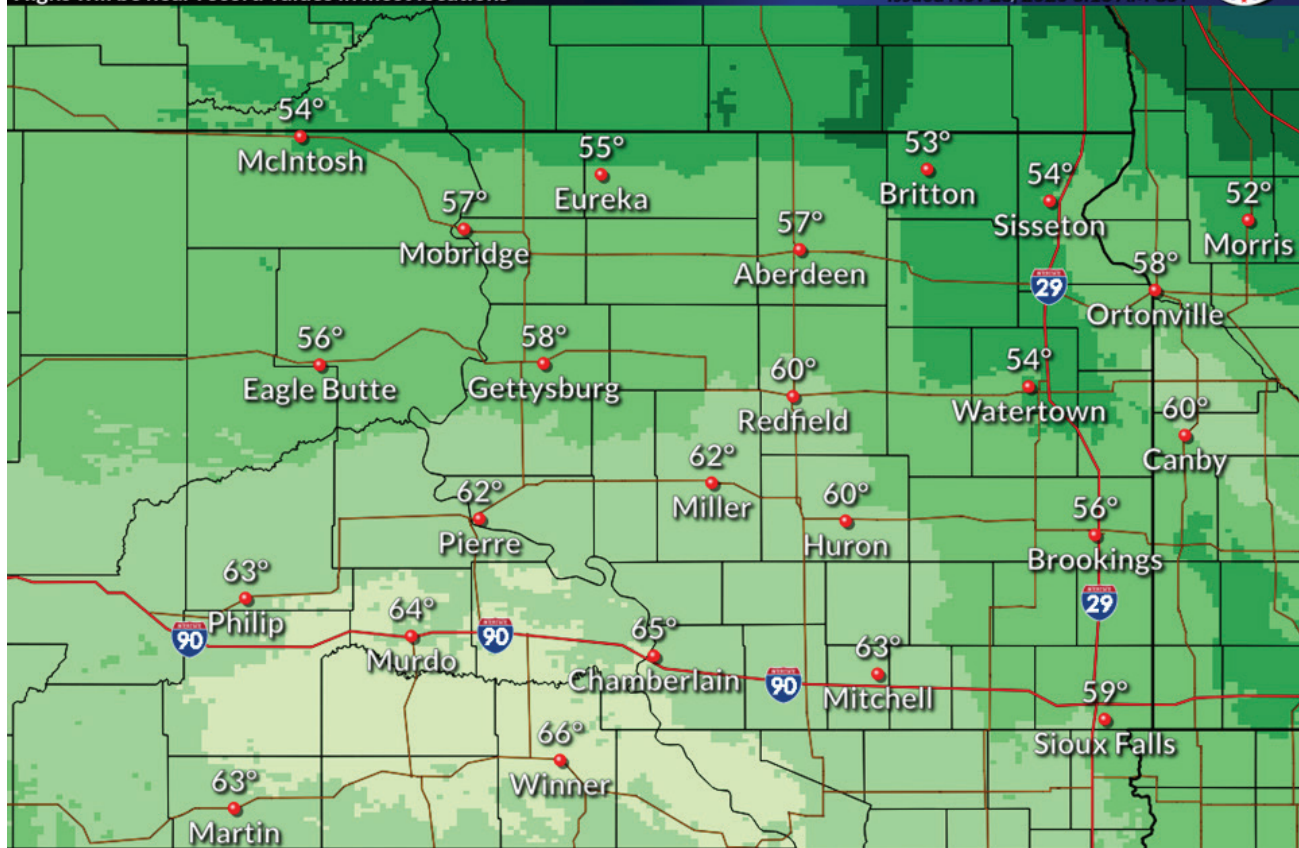 54°
McIntosh
55°
Eureka
53°
Britton
54°
Sisseton
52°
Morris
57°
Mobridge
57°
Aberdeen
58°
Ortonville
29
56°
Eagle Butte
58°
Gettysburg
60°
Redfield
54°
Watertown
60°
Canby
62°
Miller
62°
Pierre
60°
Huron
56°
Brookings
63°
Philip
64°
Murdo
90
90
65°
Chamberlain
90
63°
Mitchell
29
59°
Sioux Falls
66°
Winner
63°
Martin